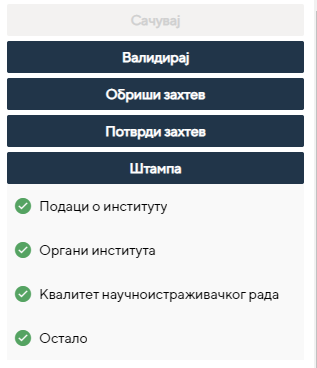 Сачувај
Валидирај
Обриши захтев
Потврди захтев
Штампа
Подаци о институту
Органи института
Квалитет научноистраживачког рада
Остало